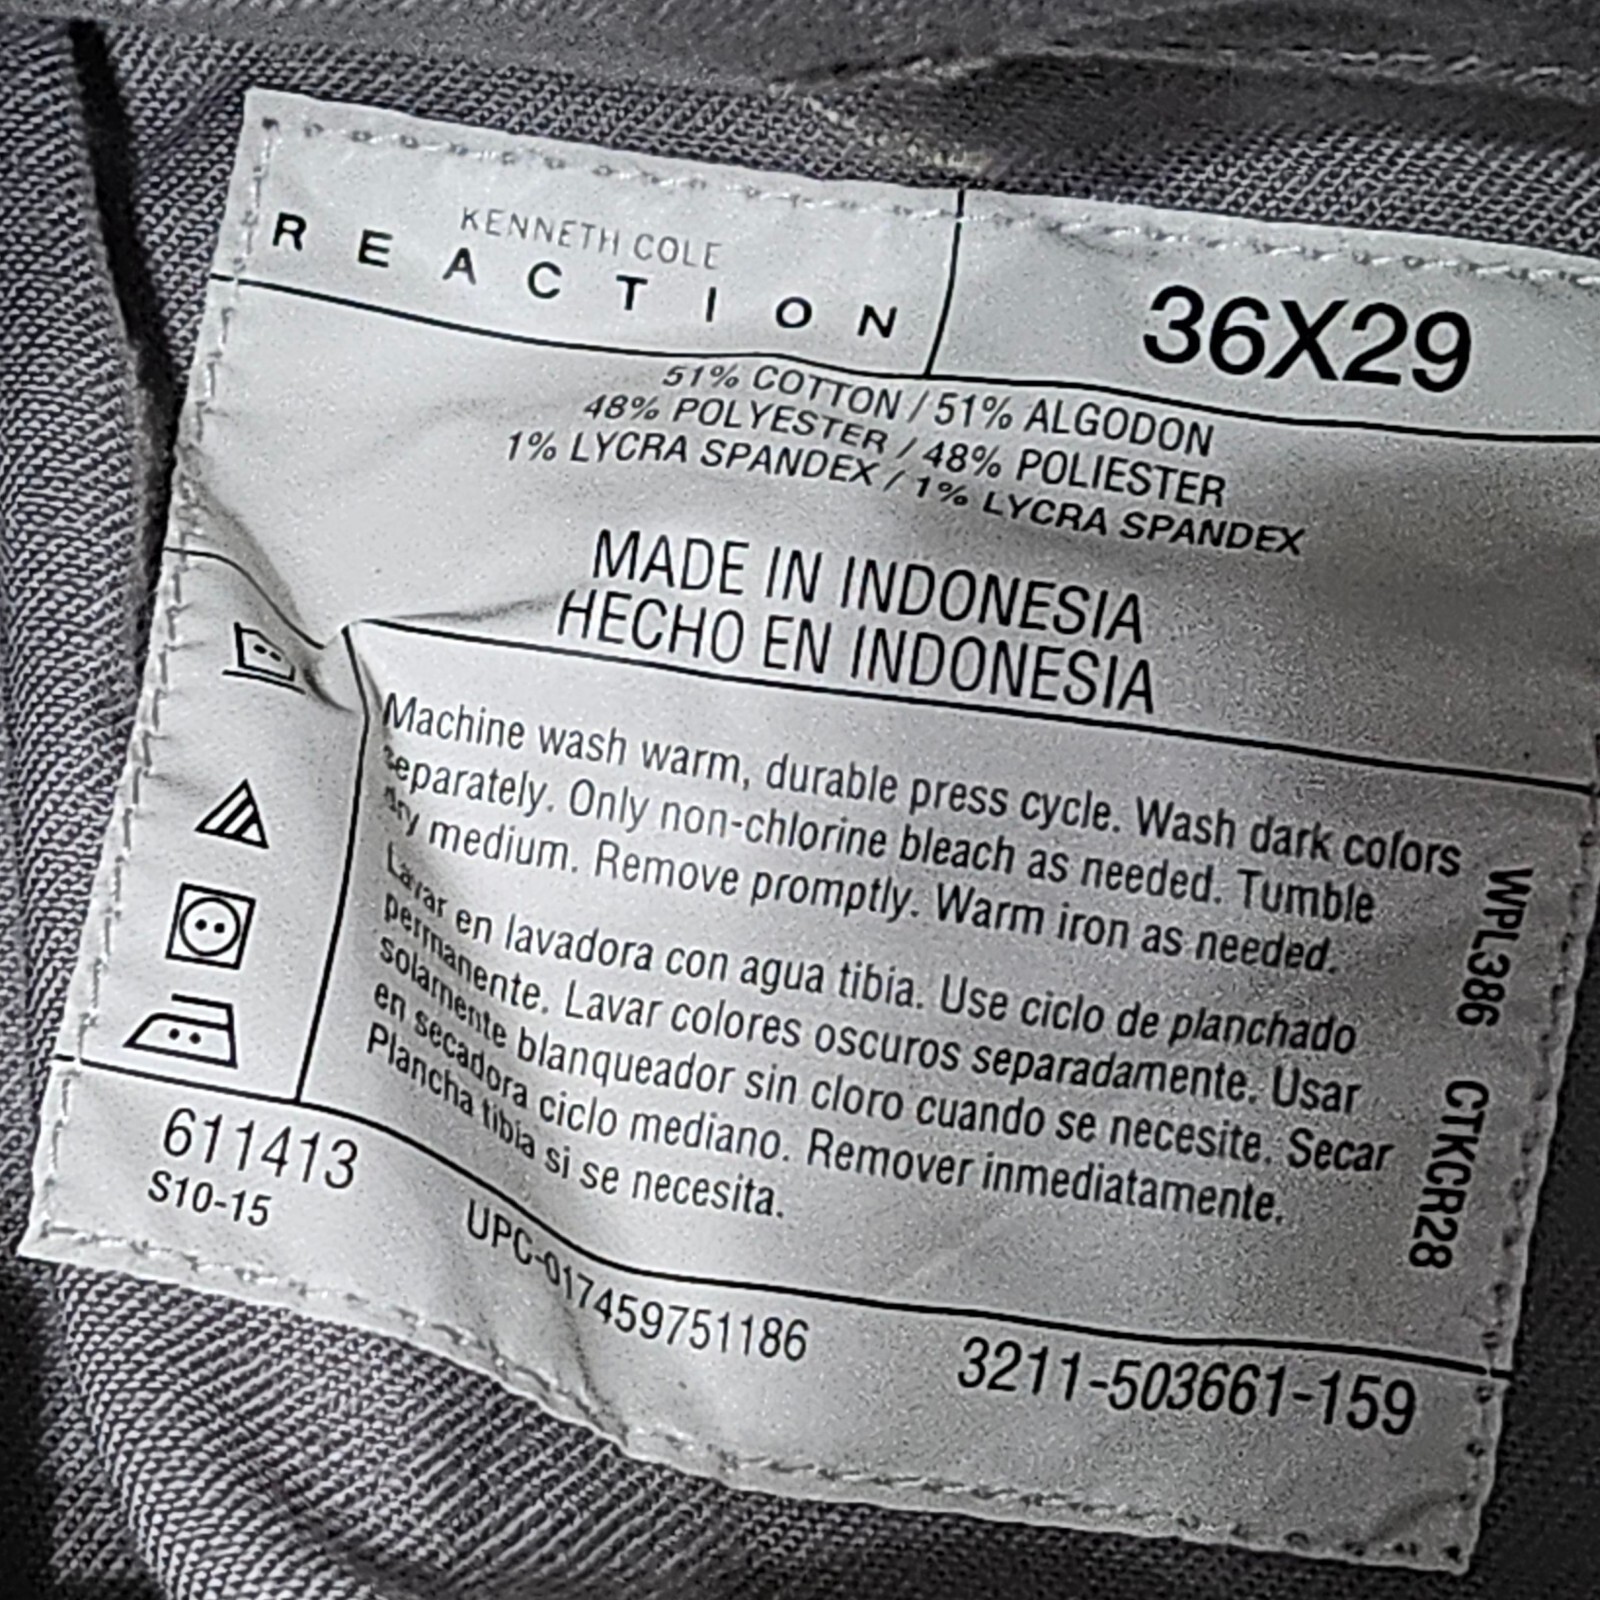 KENNETH COLE
REACTION
36X29
51% COTTON / 51% ALGODON
48% POLYESTER / 48% POLIESTER
1% LYCRA SPANDEX / 1% LYCRA SPANDEX
MADE IN INDONESIA
HECHO EN INDONESIA
Machine wash warm, durable press cycle. Wash dark colors
separately. Only non-chlorine bleach as needed. Tumble
dry medium. Remove promptly. Warm iron as needed.
Lavar en lavadora con agua tibia. Use ciclo de planchado
permanente. Lavar colores oscuros separadamente. Usar
solamente blanqueador sin cloro cuando se necesite. Secar
en secadora ciclo mediano. Remover inmediatamente.
Plancha tibia si se necesita.
WPL386 CTKCR28
611413
S10-15
UPC-017459751186
3211-503661-159